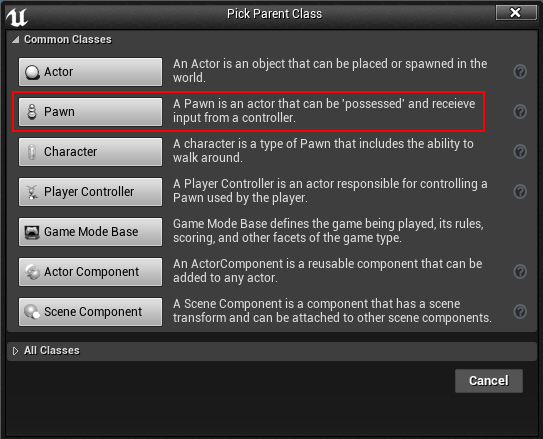 Pick Parent Class
Common Classes
Actor
An Actor is an object that can be placed or spawned in the
world.
Pawn
A Pawn is an actor that can be 'possessed' and receieve
input from a controller.
Character
A character is a type of Pawn that includes the ability to
walk around.
Player Controller
A Player Controller is an actor responsible for controlling a
Pawn used by the player.
Game Mode Base
Game Mode Base defines the game being played, its rules,
scoring, and other facets of the game type.
Actor Component
An ActorComponent is a reusable component that can be
added to any actor.
Scene Component
A Scene Component is a component that has a scene
transform and can be attached to other scene components.
All Classes
Cancel